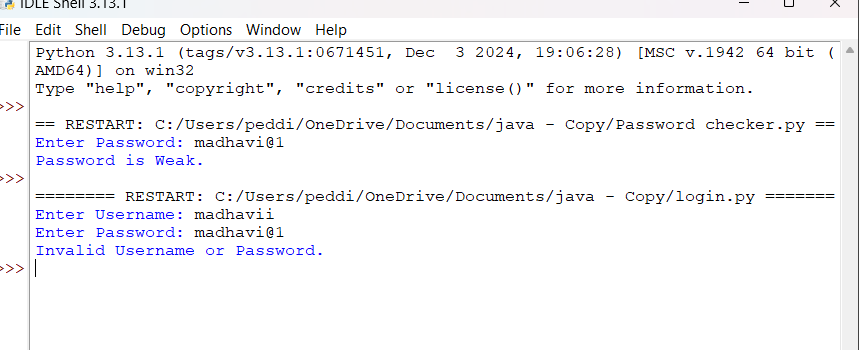 IDLE Shell 3.13.1
File Edit Shell Debug Options Window Help
Python 3.13.1 (tags/v3.13.1:0671451, Dec  3 2024, 19:06:28) [MSC v.1942 64 bit (
AMD64)] on win32
Type "help", "copyright", "credits" or "license()" for more information.
>>>
== RESTART: C:/Users/peddi/OneDrive/Documents/java - Copy/Password checker.py ==
Enter Password: madhavi@1
Password is Weak.
>>>
======== RESTART: C:/Users/peddi/OneDrive/Documents/java - Copy/login.py =======
Enter Username: madhavii
Enter Password: madhavi@1
Invalid Username or Password.
>>>